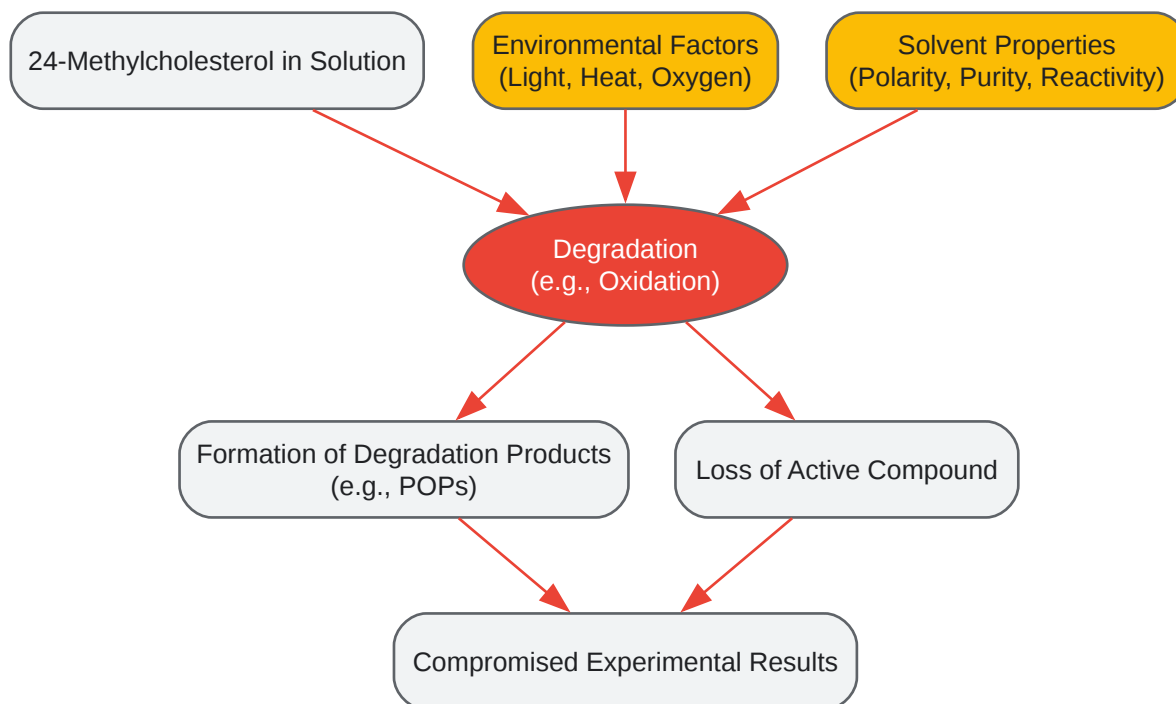 24-Methylcholesterol in Solution
Environmental Factors
(Light, Heat, Oxygen)
Solvent Properties
(Polarity, Purity, Reactivity)
Degradation
(e.g., Oxidation)
Formation of Degradation Products
(e.g., POPs)
Loss of Active Compound
Compromised Experimental Results